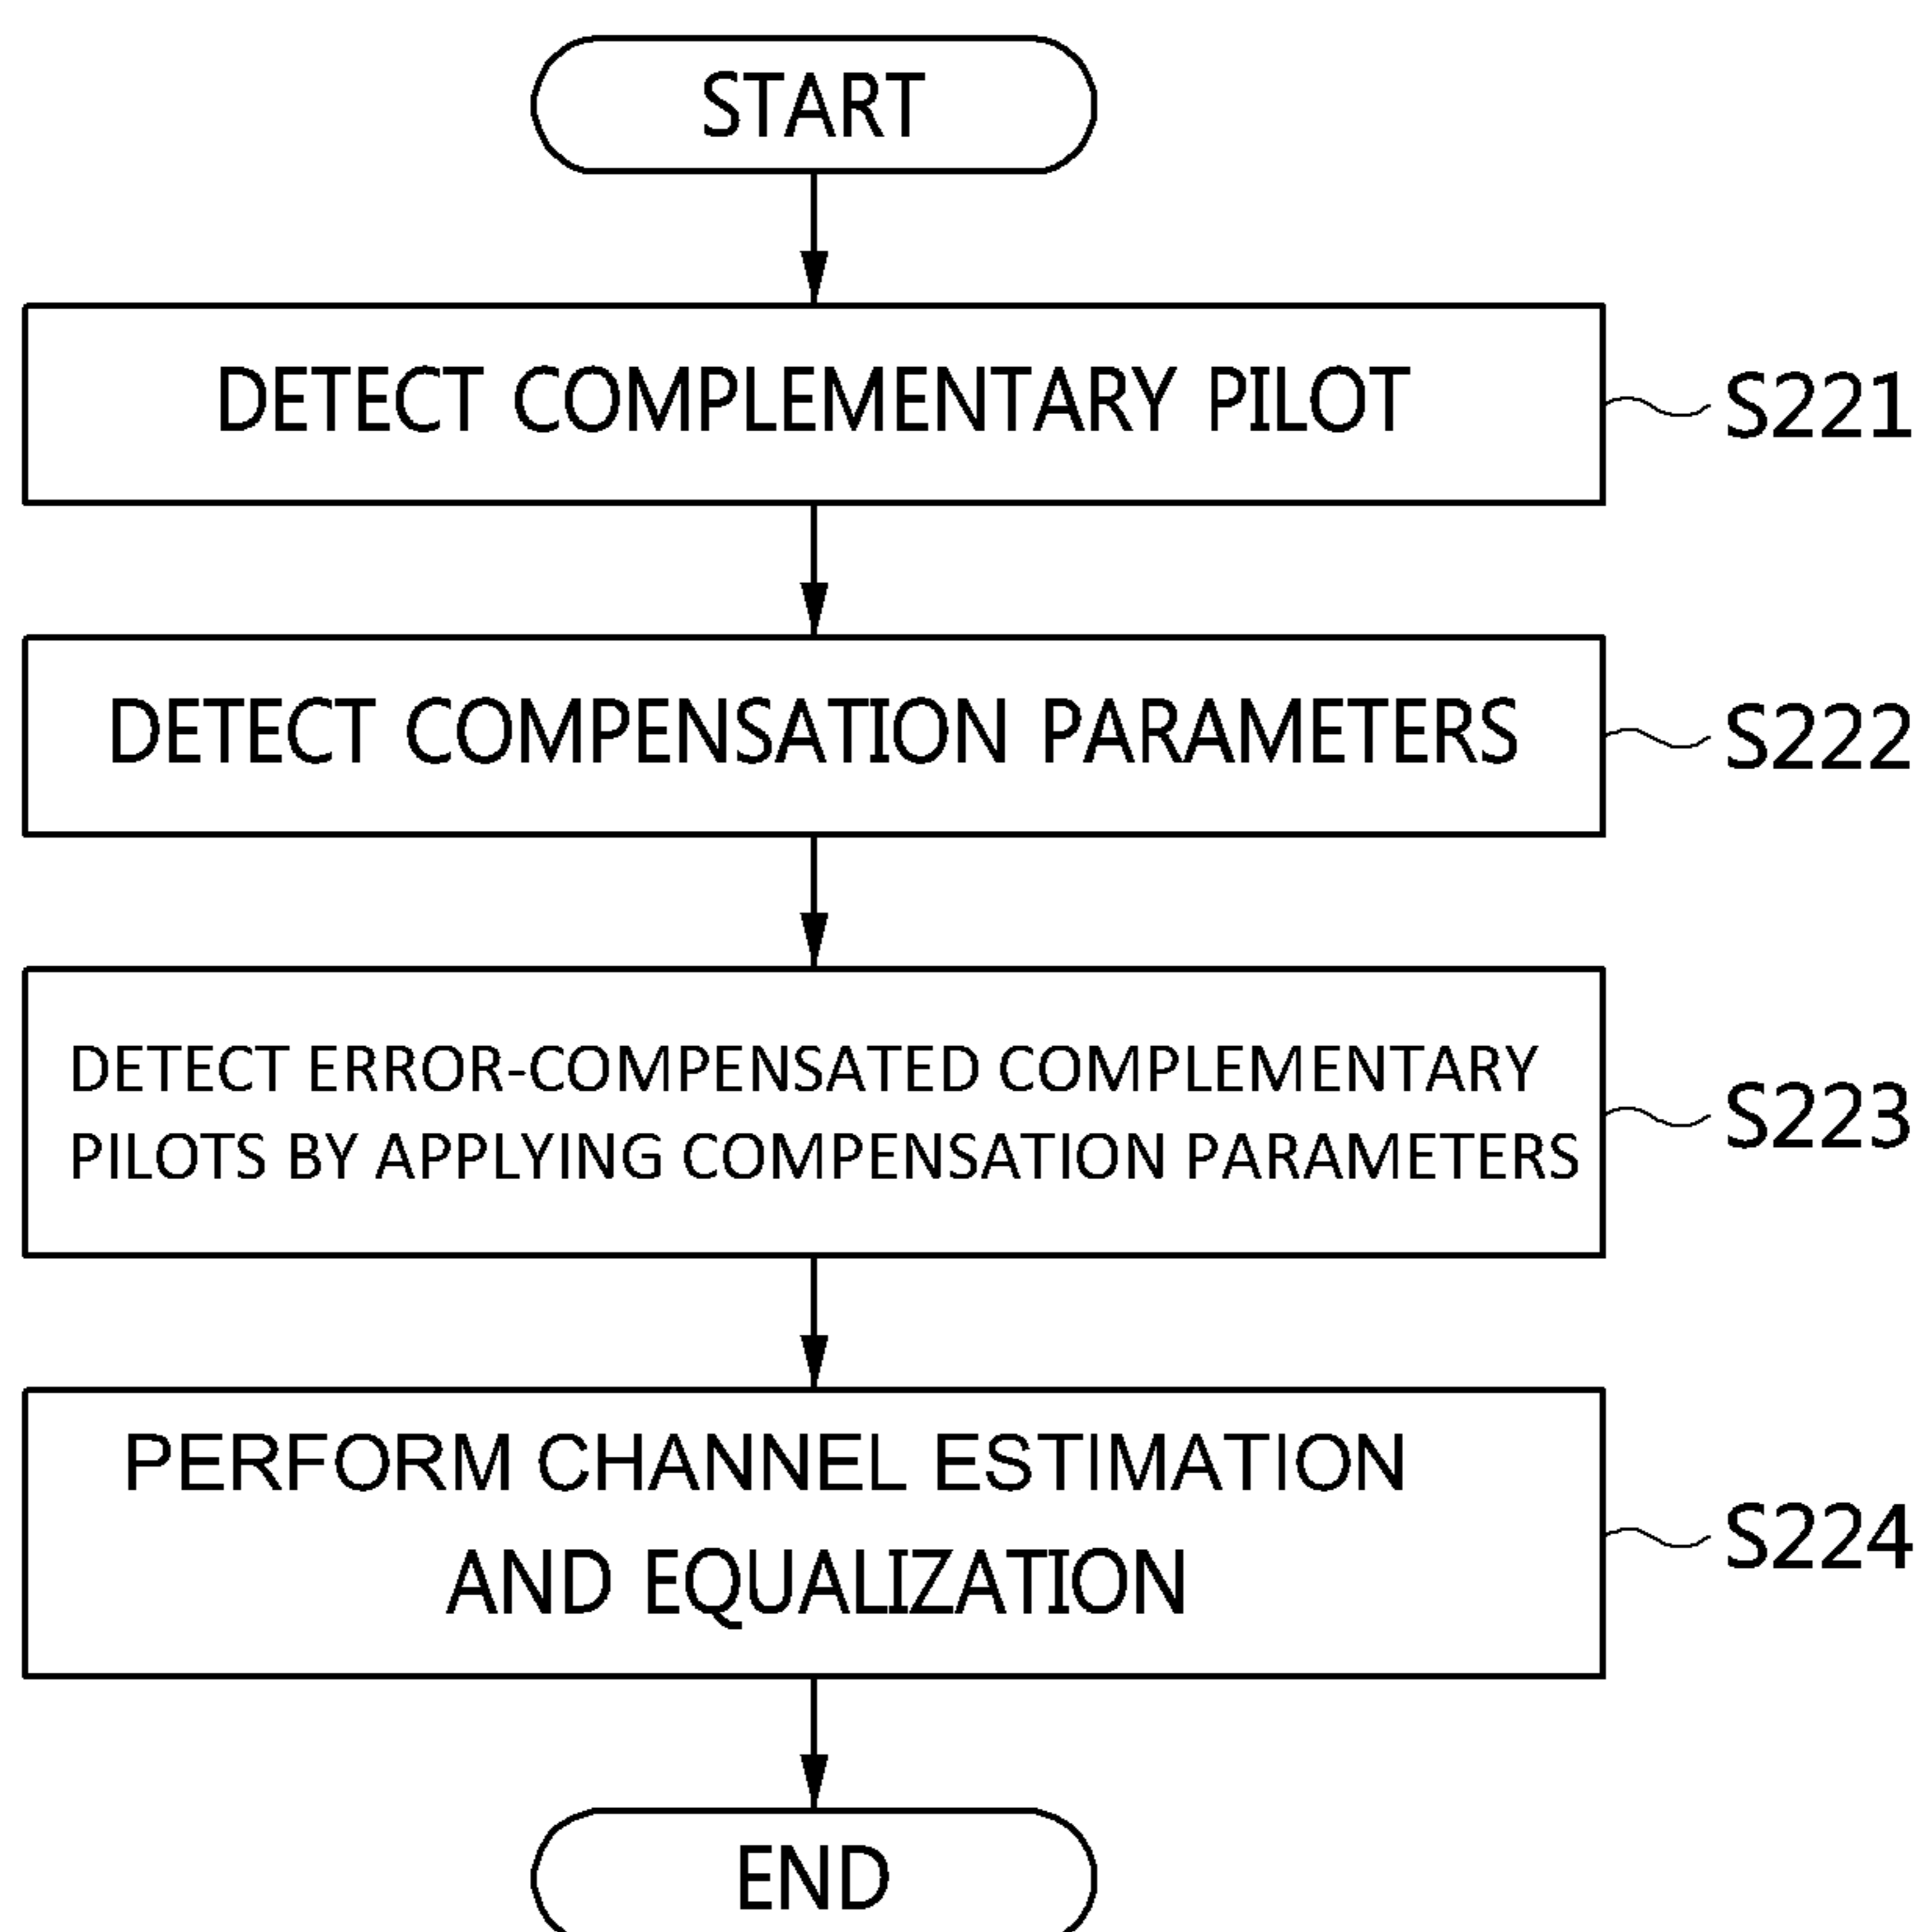 START
DETECT COMPLEMENTARY PILOT
S221
DETECT COMPENSATION PARAMETERS
S222
DETECT ERROR-COMPENSATED COMPLEMENTARY
PILOTS BY APPLYING COMPENSATION PARAMETERS
S223
PERFORM CHANNEL ESTIMATION
AND EQUALIZATION
S224
END